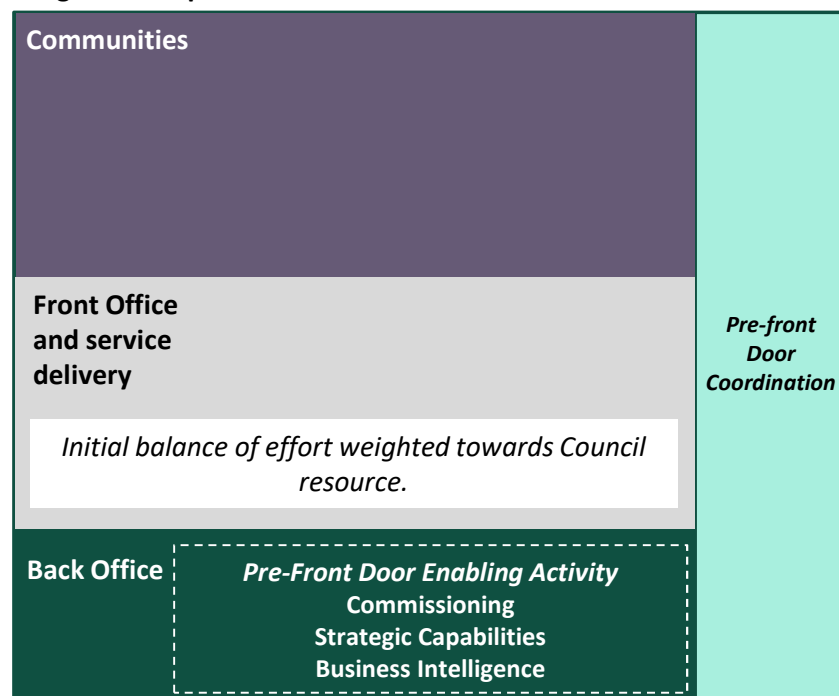 Communities
Front Office
and service
delivery
Initial balance of effort weighted towards Council
resource.
Pre-front
Door
Coordination
Back Office
Pre-Front Door Enabling Activity
Commissioning
Strategic Capabilities
Business Intelligence